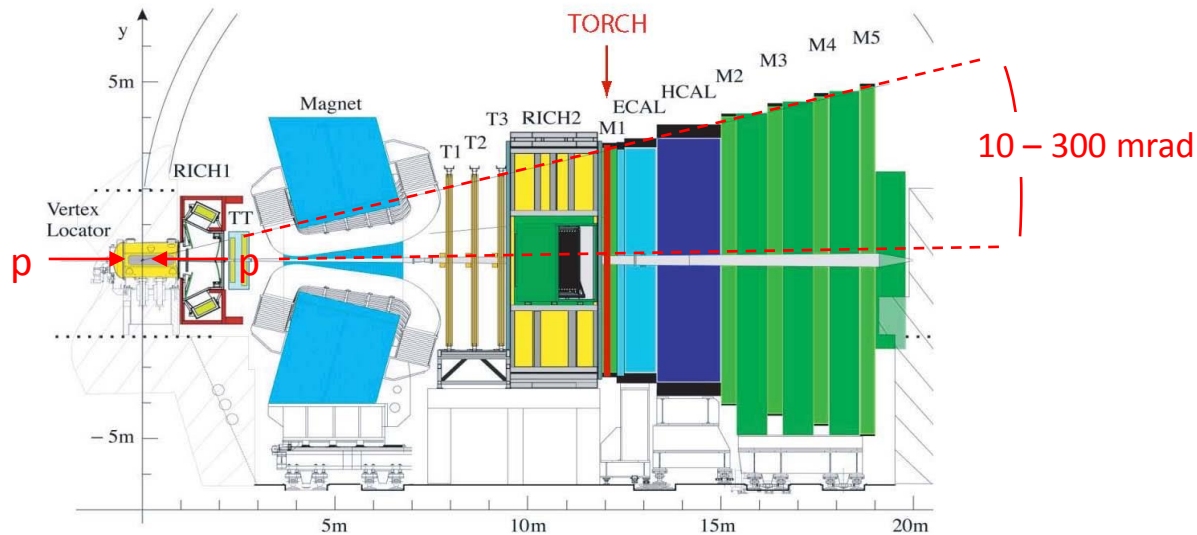 TORCH
y
5m
Magnet
RICH1
Vertex
Locator
TT
T1
T2
T3
RICH2
M1
ECAL
HCAL
M2
M3
M4
M5
10 – 300 mrad
p
p
– 5m
5m
10m
15m
20m